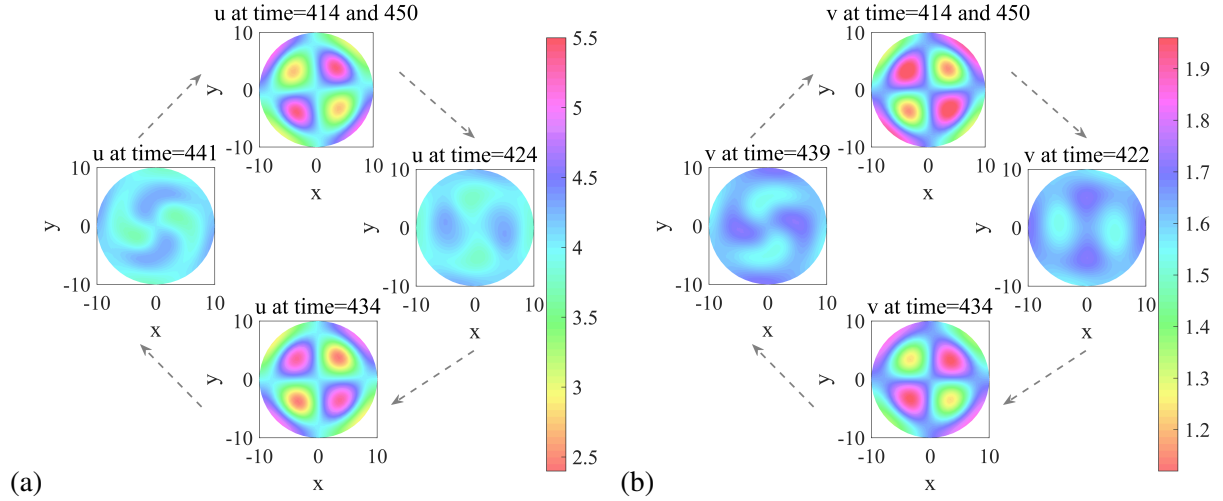 u at time=414 and 450
10
y
0
-10
-10 0 10
x
u at time=441
10
y
0
-10
-10 0 10
x
u at time=424
10
y
0
-10
-10 0 10
x
u at time=434
10
y
0
-10
-10 0 10
x
5.5
5
4.5
4
3.5
3
2.5
(a)
v at time=414 and 450
10
y
0
-10
-10 0 10
x
v at time=439
10
y
0
-10
-10 0 10
x
v at time=422
10
y
0
-10
-10 0 10
x
v at time=434
10
y
0
-10
-10 0 10
x
1.9
1.8
1.7
1.6
1.5
1.4
1.3
1.2
(b)